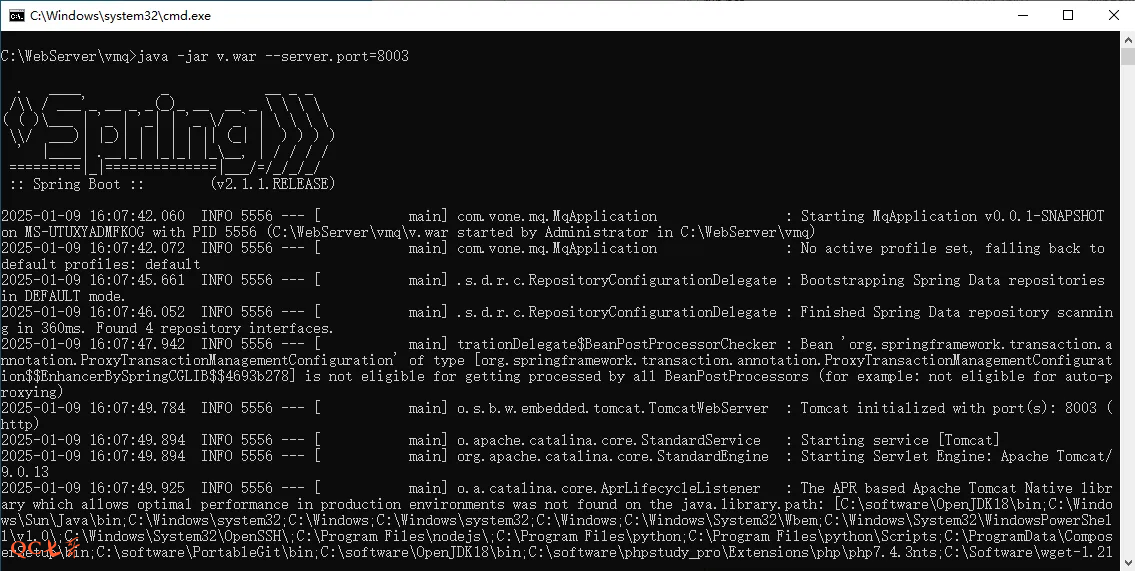 C:\Windows\system32\cmd.exe
C:\WebServer\vmq>java -jar v.war --server.port=8003
Spring
:: Spring Boot ::        (v2.1.1.RELEASE)
2025-01-09 16:07:42.060  INFO 5556 --- [           main] com.vone.mq.MqApplication                : Starting MqApplication v0.0.1-SNAPSHOT
on MS-UTUXYADMFKOG with PID 5556 (C:\WebServer\vmq\v.war started by Administrator in C:\WebServer\vmq)
2025-01-09 16:07:42.072  INFO 5556 --- [           main] com.vone.mq.MqApplication                : No active profile set, falling back to
default profiles: default
2025-01-09 16:07:45.661  INFO 5556 --- [           main] .s.d.r.c.RepositoryConfigurationDelegate : Bootstrapping Spring Data repositories
in DEFAULT mode.
2025-01-09 16:07:46.052  INFO 5556 --- [           main] .s.d.r.c.RepositoryConfigurationDelegate : Finished Spring Data repository scannin
g in 360ms. Found 4 repository interfaces.
2025-01-09 16:07:47.942  INFO 5556 --- [           main] trationDelegate$BeanPostProcessorChecker : Bean 'org.springframework.transaction.a
nnotation.ProxyTransactionManagementConfiguration' of type [org.springframework.transaction.annotation.ProxyTransactionManagementConfigurat
ion$$EnhancerBySpringCGLIB$$4693b278] is not eligible for getting processed by all BeanPostProcessors (for example: not eligible for auto-p
roxying)
2025-01-09 16:07:49.784  INFO 5556 --- [           main] o.s.b.w.embedded.tomcat.TomcatWebServer  : Tomcat initialized with port(s): 8003 (
http)
2025-01-09 16:07:49.894  INFO 5556 --- [           main] o.apache.catalina.core.StandardService   : Starting service [Tomcat]
2025-01-09 16:07:49.894  INFO 5556 --- [           main] org.apache.catalina.core.StandardEngine  : Starting Servlet Engine: Apache Tomcat/
9.0.13
2025-01-09 16:07:49.925  INFO 5556 --- [           main] o.a.catalina.core.AprLifecycleListener   : The APR based Apache Tomcat Native libr
ary which allows optimal performance in production environments was not found on the java.library.path: [C:\software\OpenJDK18\bin;C:\Windo
ws\Sun\Java\bin;C:\Windows\system32;C:\Windows;C:\Windows\system32;C:\Windows;C:\Windows\System32\Wbem;C:\Windows\System32\WindowsPowerShel
C:\Windows\System32\OpenSSH\;C:\Program Files\nodejs\;C:\Program Files\python;C:\Program Files\python\Scripts;C:\ProgramData\Compos
bin;C:\software\PortableGit\bin;C:\software\OpenJDK18\bin;C:\software\phpstudy_pro\Extensions\php\php7.4.3nts;C:\Software\wget-1.21